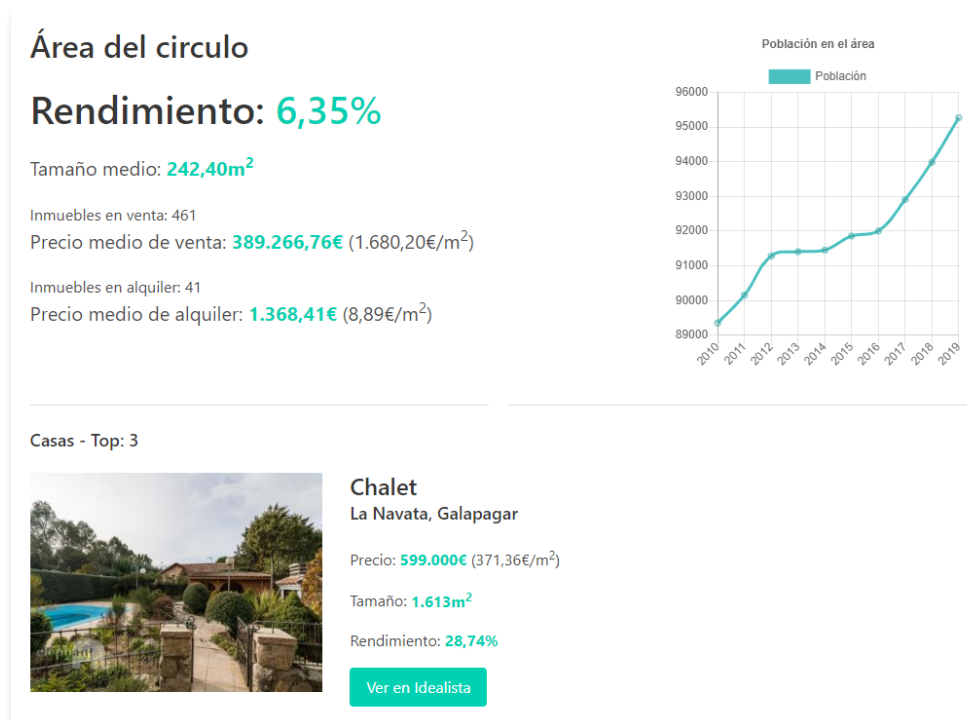 Área del circulo
Rendimiento: 6,35%
Tamaño medio: 242,40m²
Inmuebles en venta: 461
Precio medio de venta: 389.266,76€ (1.680,20€/m²)
Inmuebles en alquiler: 41
Precio medio de alquiler: 1.368,41€ (8,89€/m²)
Población en el área
Población
96000
95000
94000
93000
92000
91000
90000
89000
2010 2011 2012 2013 2014 2015 2016 2017 2018 2019
Casas - Top: 3
Chalet
La Navata, Galapagar
Precio: 599.000€ (371,36€/m²)
Tamaño: 1.613m²
Rendimiento: 28,74%
Ver en Idealista